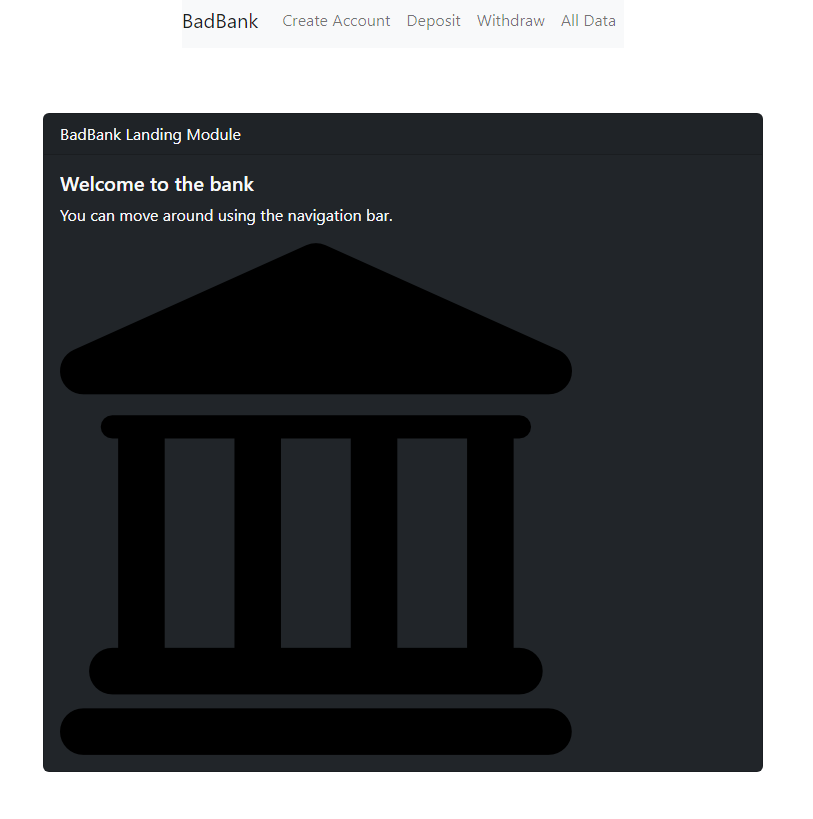 BadBank Create Account Deposit Withdraw All Data
BadBank Landing Module
Welcome to the bank
You can move around using the navigation bar.